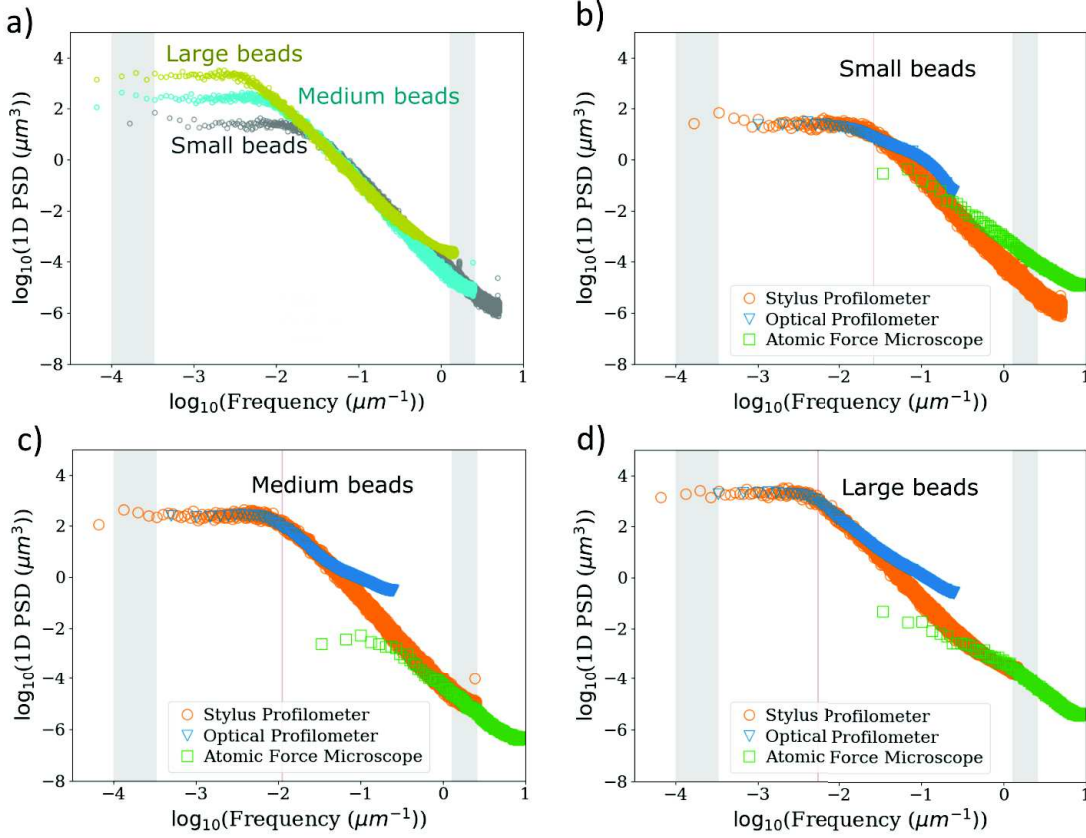 a)
Large beads
Medium beads
Small beads
log₁₀(1D PSD (μm³))
4
2
0
−2
−4
−6
−8
−4
−3
−2
−1
0
1
log₁₀(Frequency (μm⁻¹))
b)
Small beads
log₁₀(1D PSD (μm³))
4
2
0
−2
−4
−6
−8
Stylus Profilometer
Optical Profilometer
Atomic Force Microscope
−4
−3
−2
−1
0
1
log₁₀(Frequency (μm⁻¹))
c)
Medium beads
log₁₀(1D PSD (μm³))
4
2
0
−2
−4
−6
−8
Stylus Profilometer
Optical Profilometer
Atomic Force Microscope
−4
−3
−2
−1
0
1
log₁₀(Frequency (μm⁻¹))
d)
Large beads
log₁₀(1D PSD (μm³))
4
2
0
−2
−4
−6
−8
Stylus Profilometer
Optical Profilometer
Atomic Force Microscope
−4
−3
−2
−1
0
1
log₁₀(Frequency (μm⁻¹))